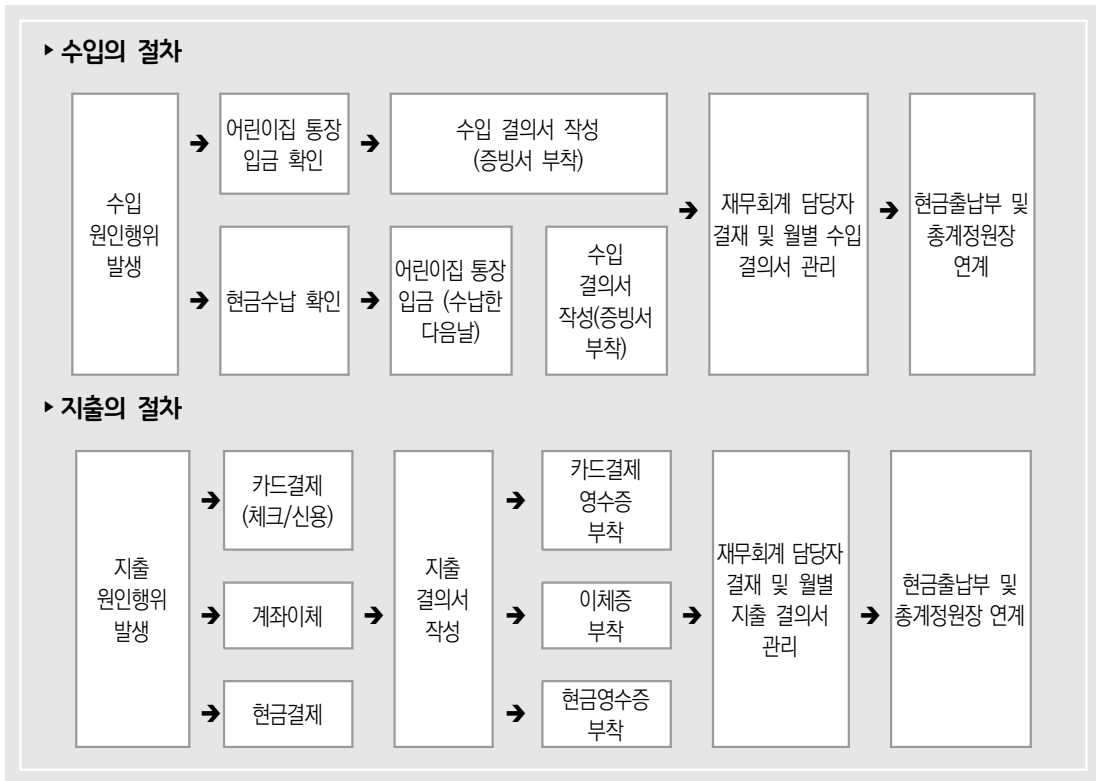 ▸ 수입의 절차
수입
원인행위
발생
➔
어린이집 통장
입금 확인
➔
수입 결의서 작성
(증빙서 부착)
➔
현금수납 확인
➔
어린이집 통장
입금 (수납한
다음날)
수입
결의서
작성(증빙서
부착)
➔
재무회계 담당자
결재 및 월별 수입
결의서 관리
➔
현금출납부 및
총계정원장
연계
▸ 지출의 절차
지출
원인행위
발생
➔
카드결제
(체크/신용)
➔
계좌이체
➔
현금결제
➔
지출
결의서
작성
➔
카드결제
영수증
부착
➔
이체증
부착
➔
현금영수증
부착
➔
재무회계 담당자
결재 및 월별
지출 결의서
관리
➔
현금출납부 및
총계정원장 연계